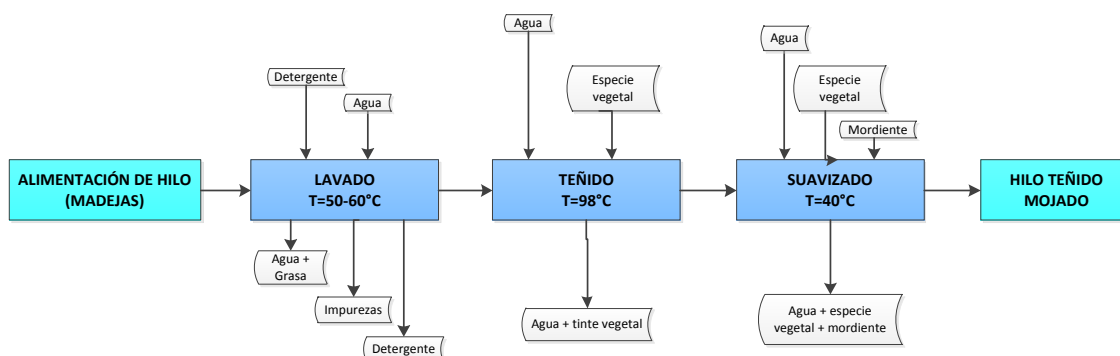 Agua
Agua
Detergente
Especie
vegetal
Especie
vegetal
Agua
Mordiente
ALIMENTACIÓN DE HILO
(MADEJAS)
LAVADO
T=50-60°C
TEÑIDO
T=98°C
SUAVIZADO
T=40°C
HILO TEÑIDO
MOJADO
Agua +
Grasa
Impurezas
Detergente
Agua + tinte vegetal
Agua + especie
vegetal + mordiente